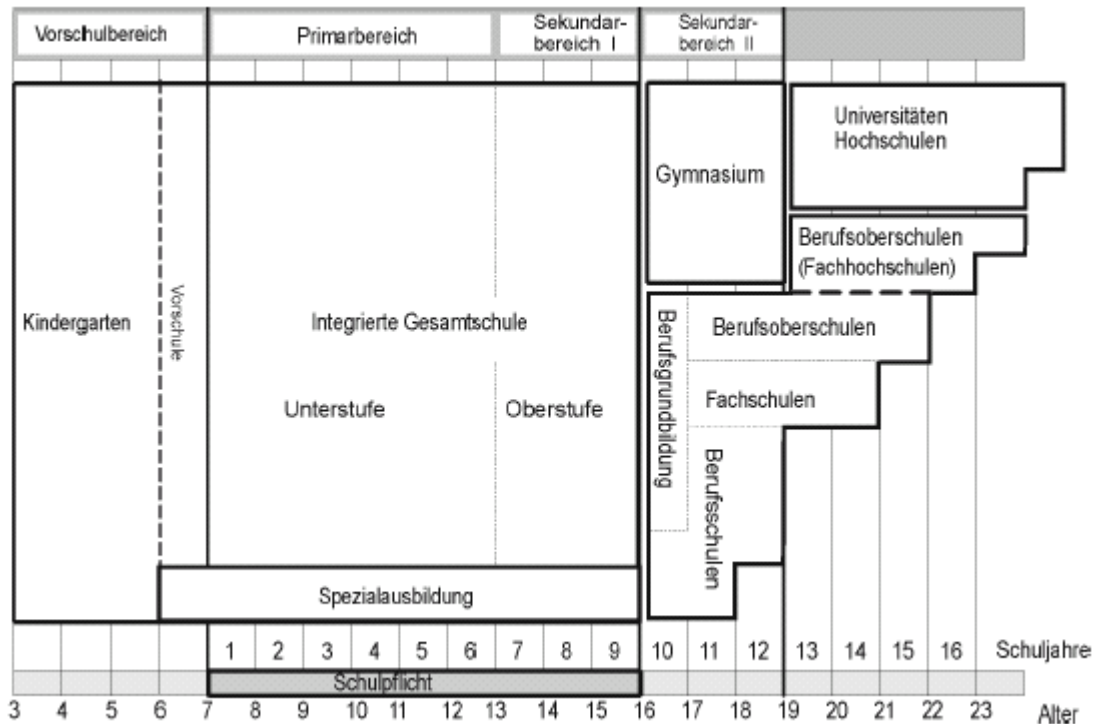 Vorschulbereich
Primarbereich
Sekundar-
bereich I
Sekundar-
bereich II
Universitäten
Hochschulen
Gymnasium
Berufsoberschulen
(Fachhochschulen)
Kindergarten
Vorschule
Integrierte Gesamtschule
Berufsgrundbildung
Berufsoberschulen
Unterstufe
Oberstufe
Fachschulen
Berufsschulen
Spezialausbildung
1 2 3 4 5 6 7 8 9 10 11 12 13 14 15 16 Schuljahre
Schulpflicht
3 4 5 6 7 8 9 10 11 12 13 14 15 16 17 18 19 20 21 22 23 Alter